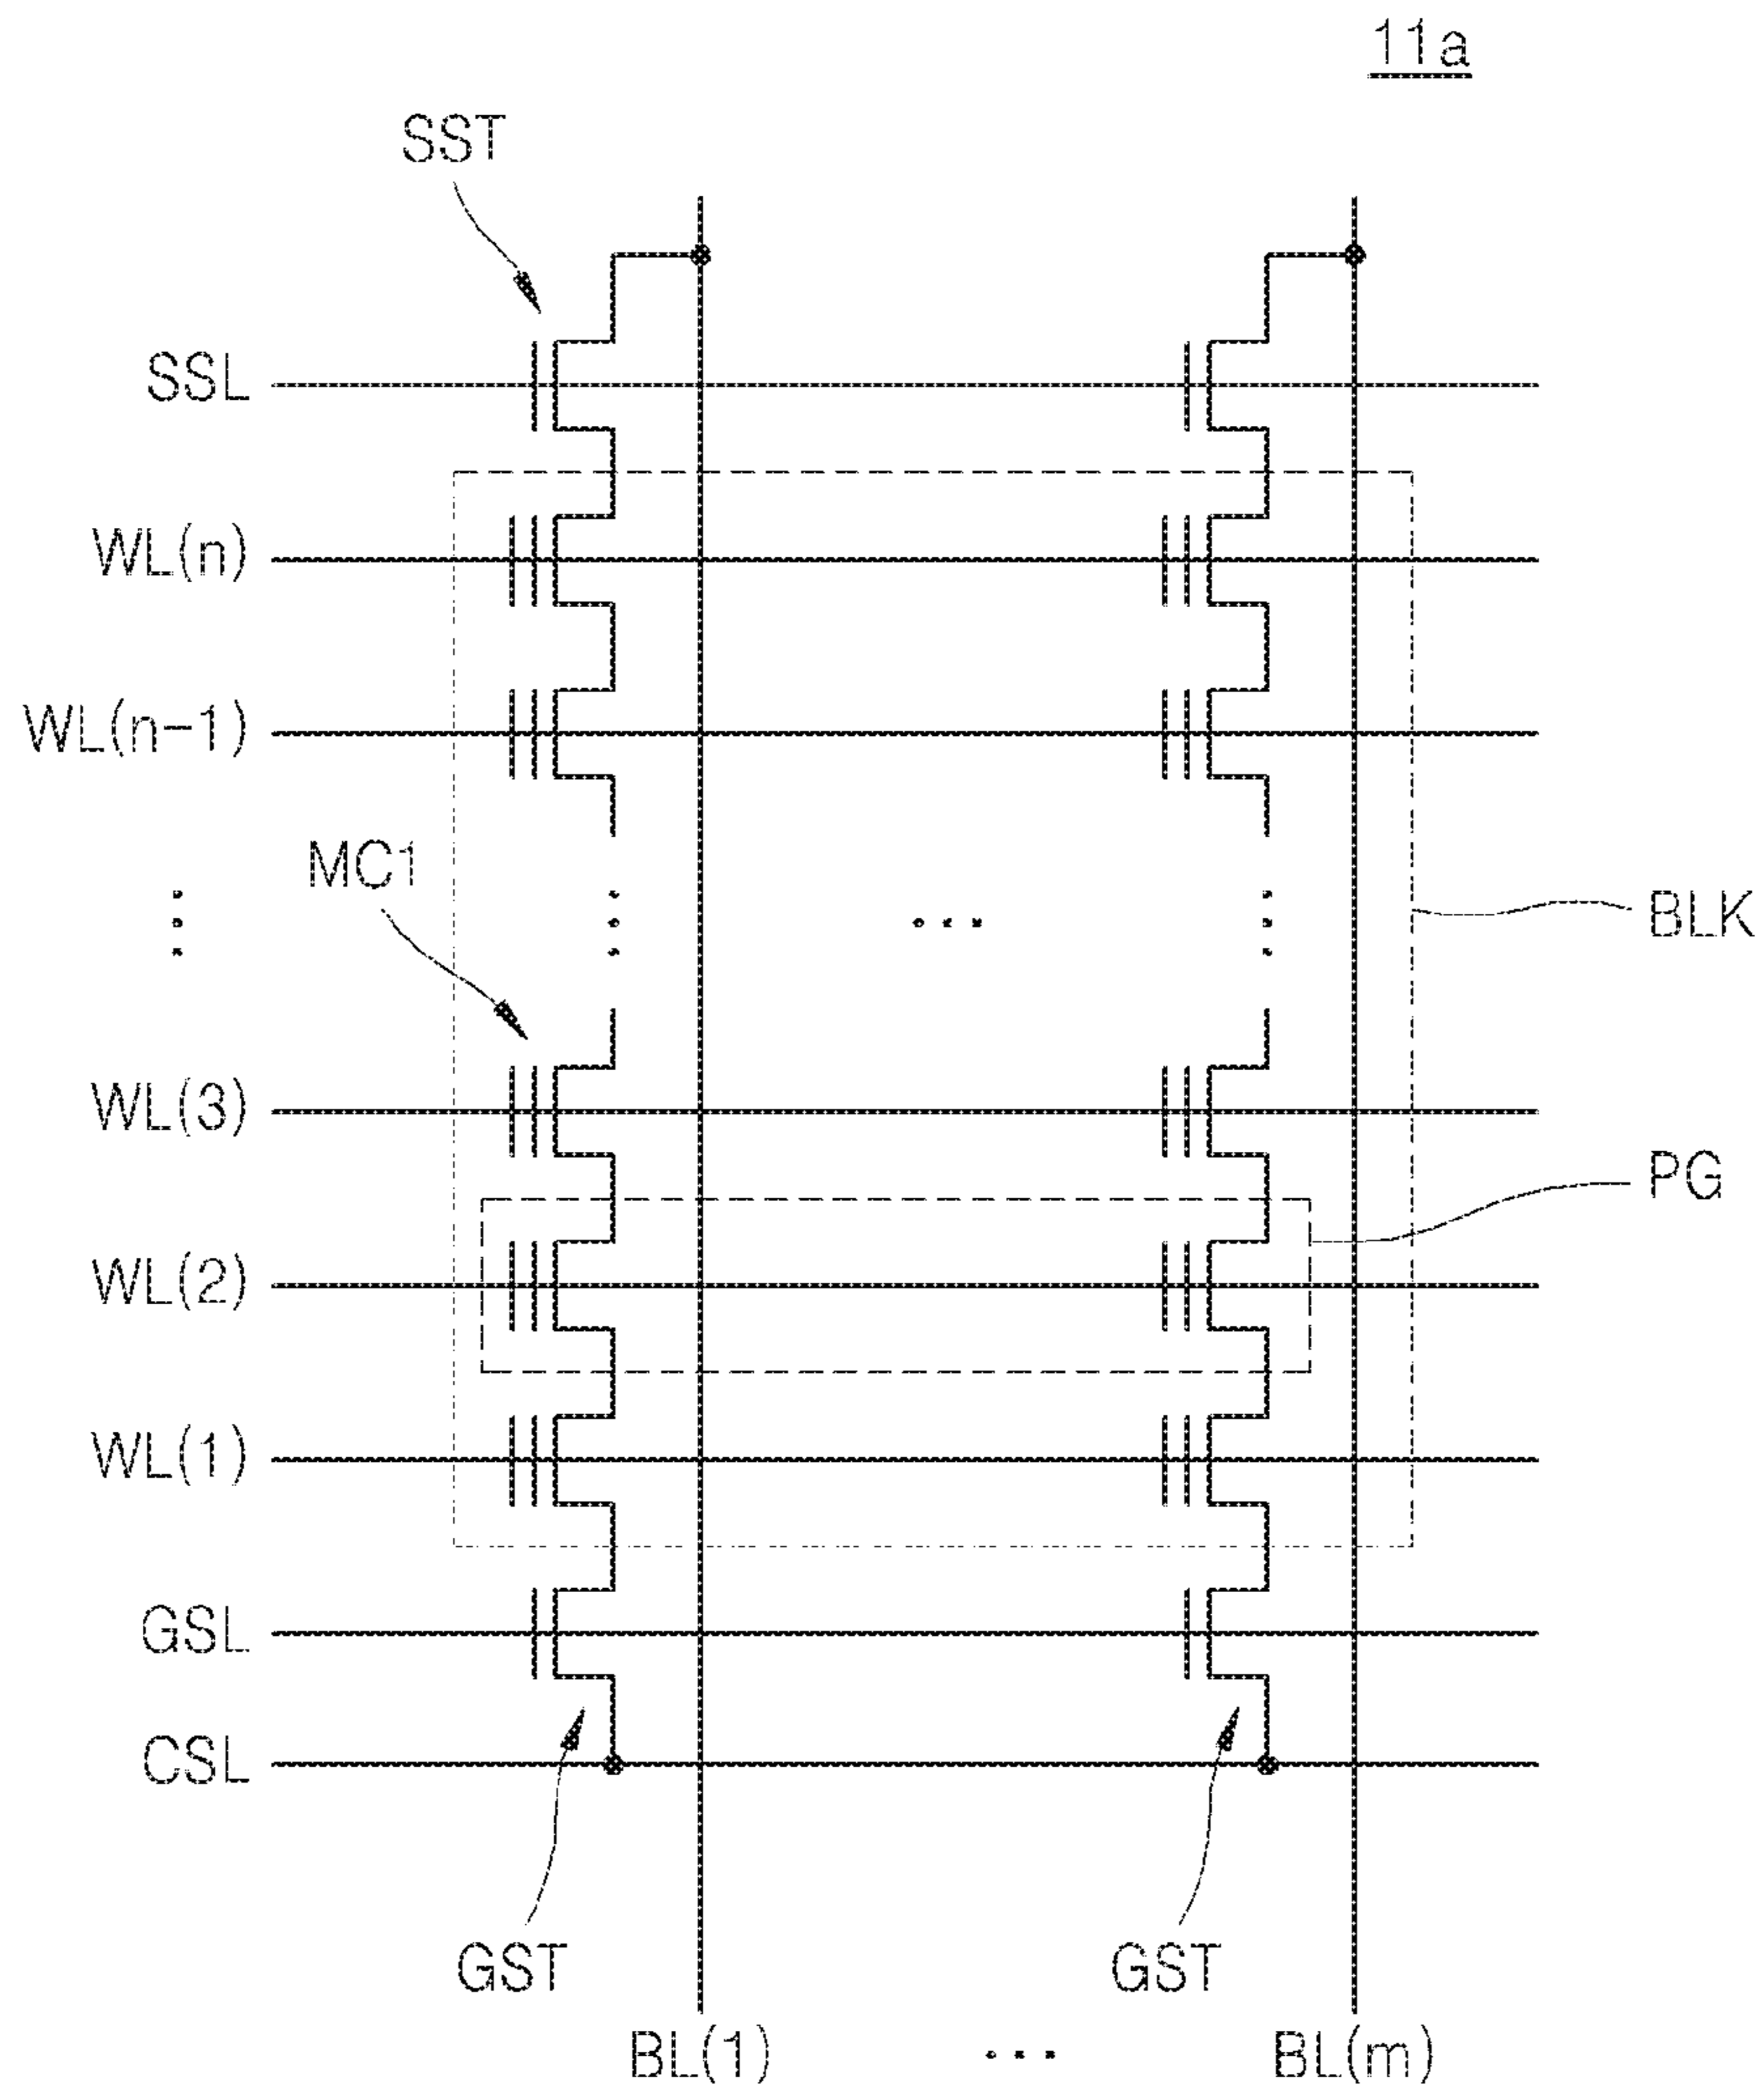 11a
SST
SSL
WL(n)
WL(n-1)
MC1
BLK
WL(3)
PG
WL(2)
WL(1)
GSL
CSL
GST GST
BL(1) ... BL(m)